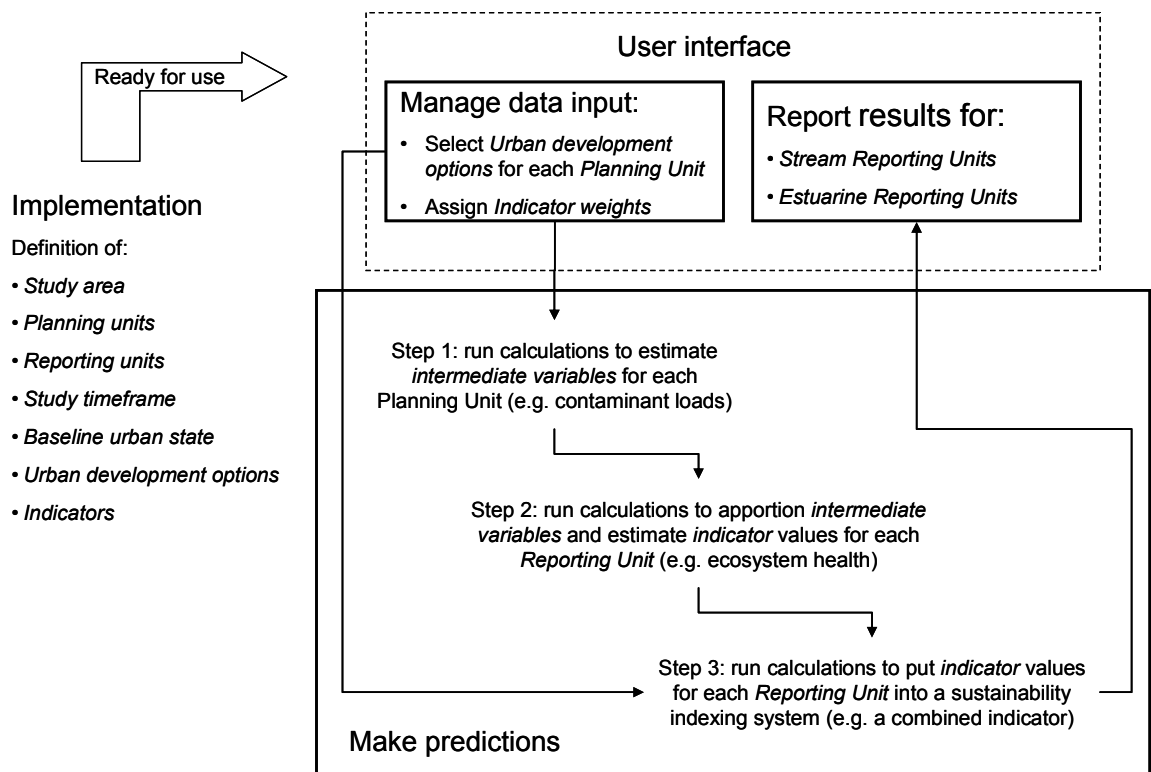 User interface
Ready for use
Manage data input:
• Select Urban development
options for each Planning Unit
• Assign Indicator weights
Report results for:
• Stream Reporting Units
• Estuarine Reporting Units
Implementation
Definition of:
• Study area
• Planning units
• Reporting units
• Study timeframe
• Baseline urban state
• Urban development options
• Indicators
Step 1: run calculations to estimate
intermediate variables for each
Planning Unit (e.g. contaminant loads)
Step 2: run calculations to apportion intermediate
variables and estimate indicator values for each
Reporting Unit (e.g. ecosystem health)
Step 3: run calculations to put indicator values
for each Reporting Unit into a sustainability
indexing system (e.g. a combined indicator)
Make predictions